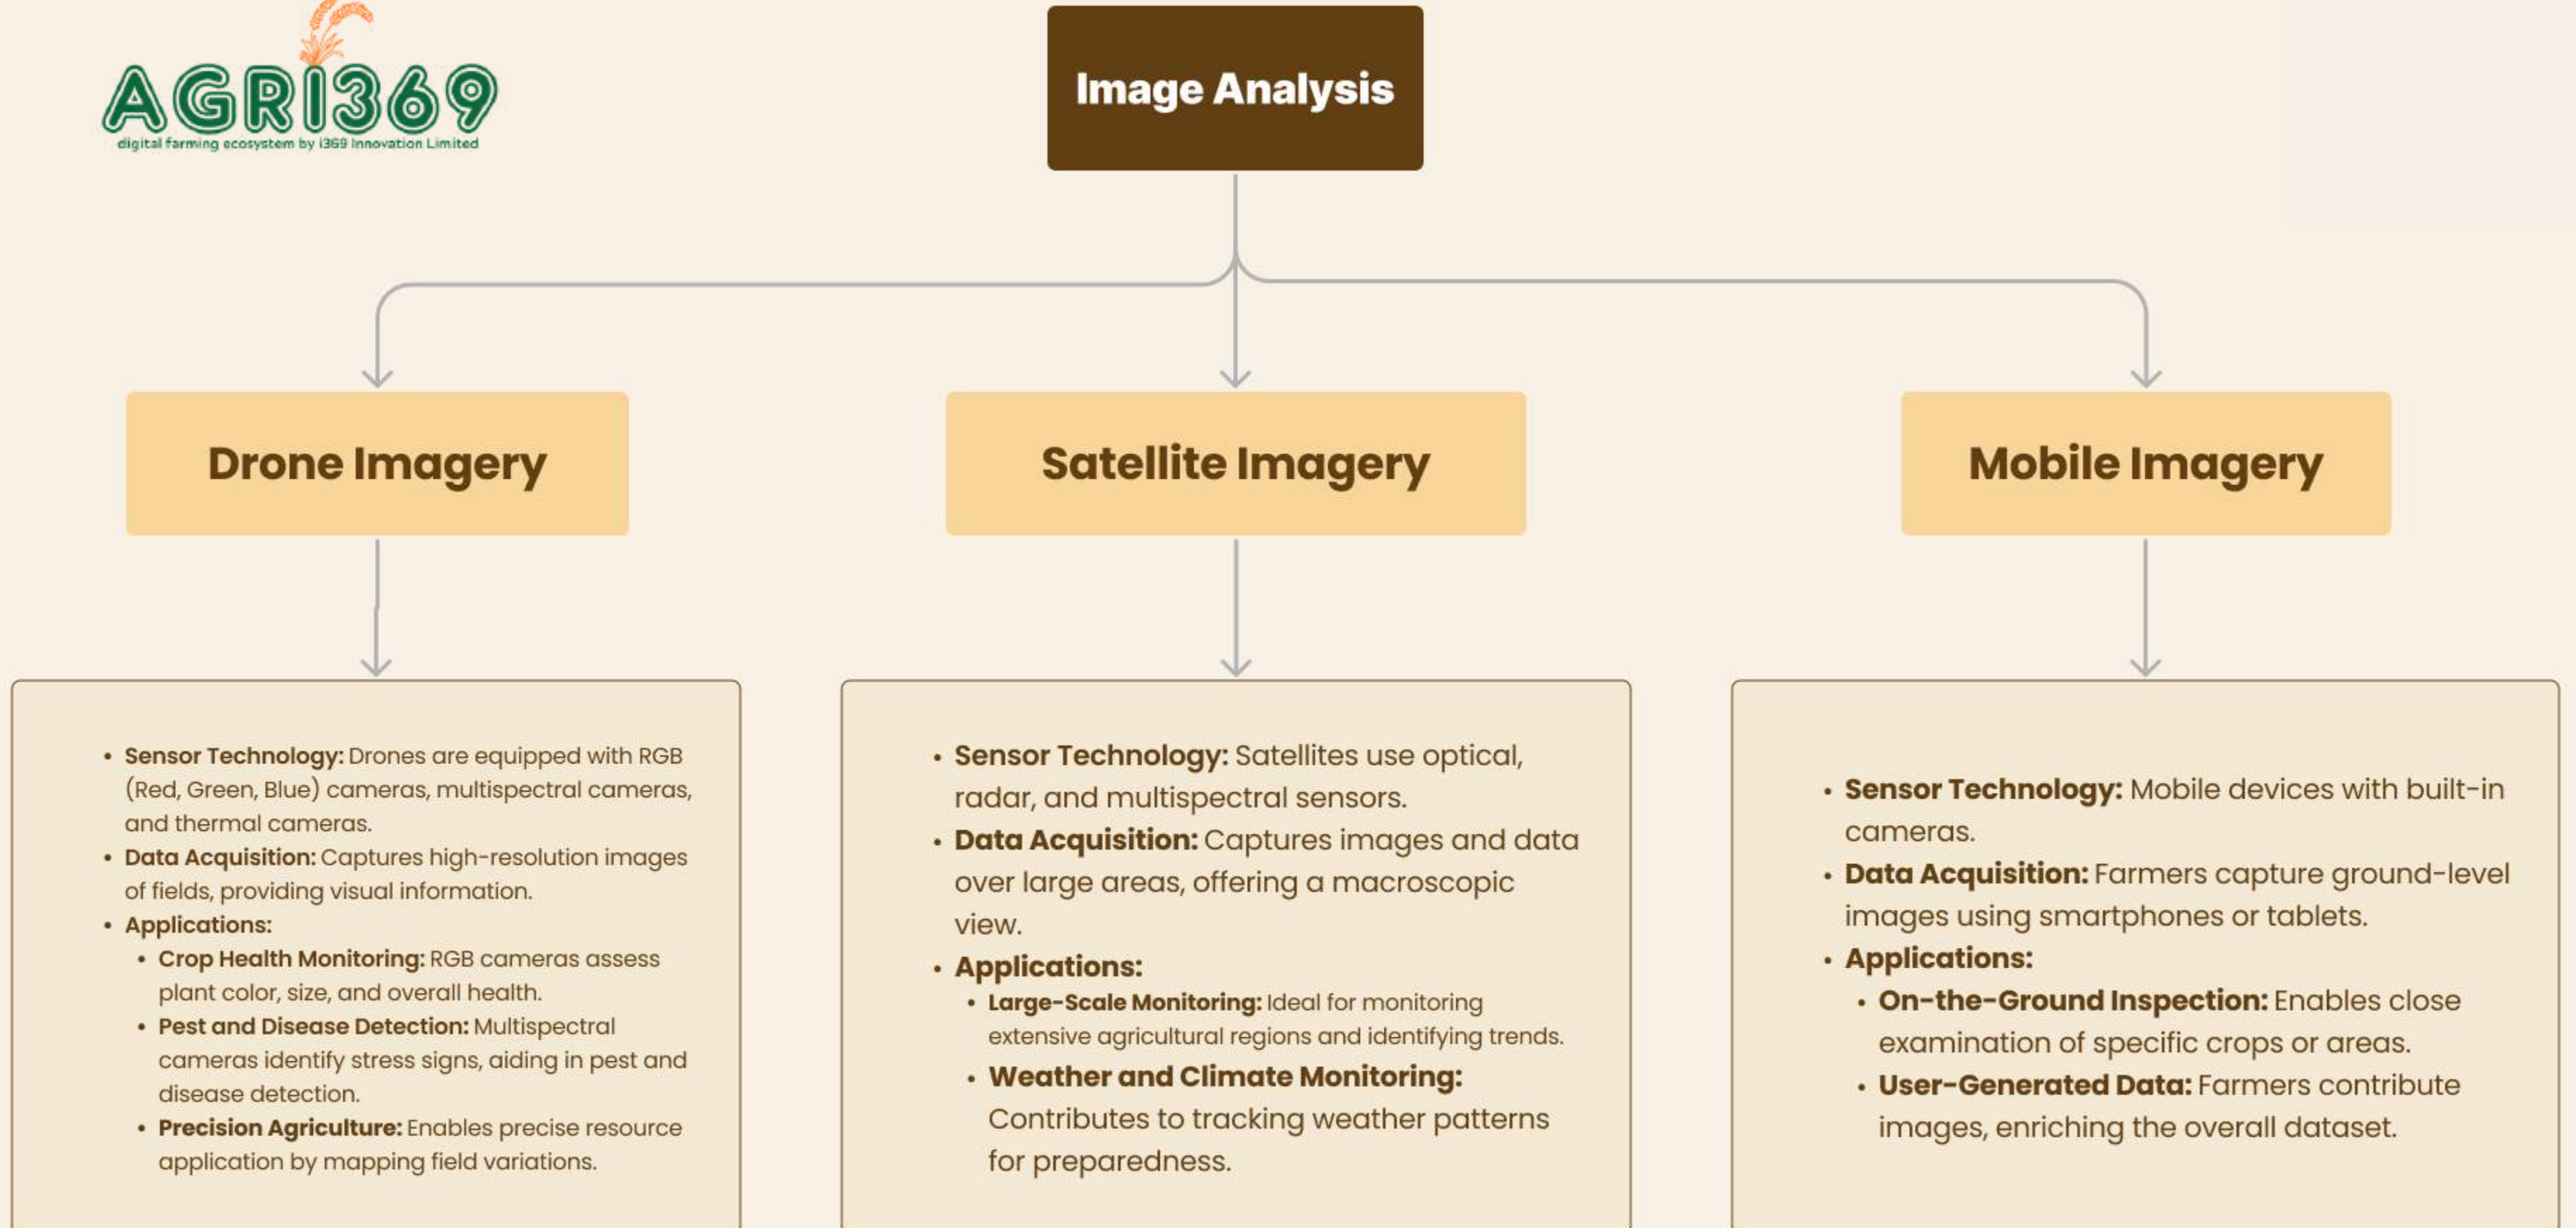 AGRI369
digital farming ecosystem by i369 Innovation Limited
Image Analysis
Drone Imagery
Satellite Imagery
Mobile Imagery
• Sensor Technology: Drones are equipped with RGB
(Red, Green, Blue) cameras, multispectral cameras,
and thermal cameras.
• Data Acquisition: Captures high-resolution images
of fields, providing visual information.
• Applications:
• Crop Health Monitoring: RGB cameras assess
plant color, size, and overall health.
• Pest and Disease Detection: Multispectral
cameras identify stress signs, aiding in pest and
disease detection.
• Precision Agriculture: Enables precise resource
application by mapping field variations.
• Sensor Technology: Satellites use optical,
radar, and multispectral sensors.
• Data Acquisition: Captures images and data
over large areas, offering a macroscopic
view.
• Applications:
• Large-Scale Monitoring: Ideal for monitoring
extensive agricultural regions and identifying trends.
• Weather and Climate Monitoring:
Contributes to tracking weather patterns
for preparedness.
• Sensor Technology: Mobile devices with built-in
cameras.
• Data Acquisition: Farmers capture ground-level
images using smartphones or tablets.
• Applications:
• On-the-Ground Inspection: Enables close
examination of specific crops or areas.
• User-Generated Data: Farmers contribute
images, enriching the overall dataset.